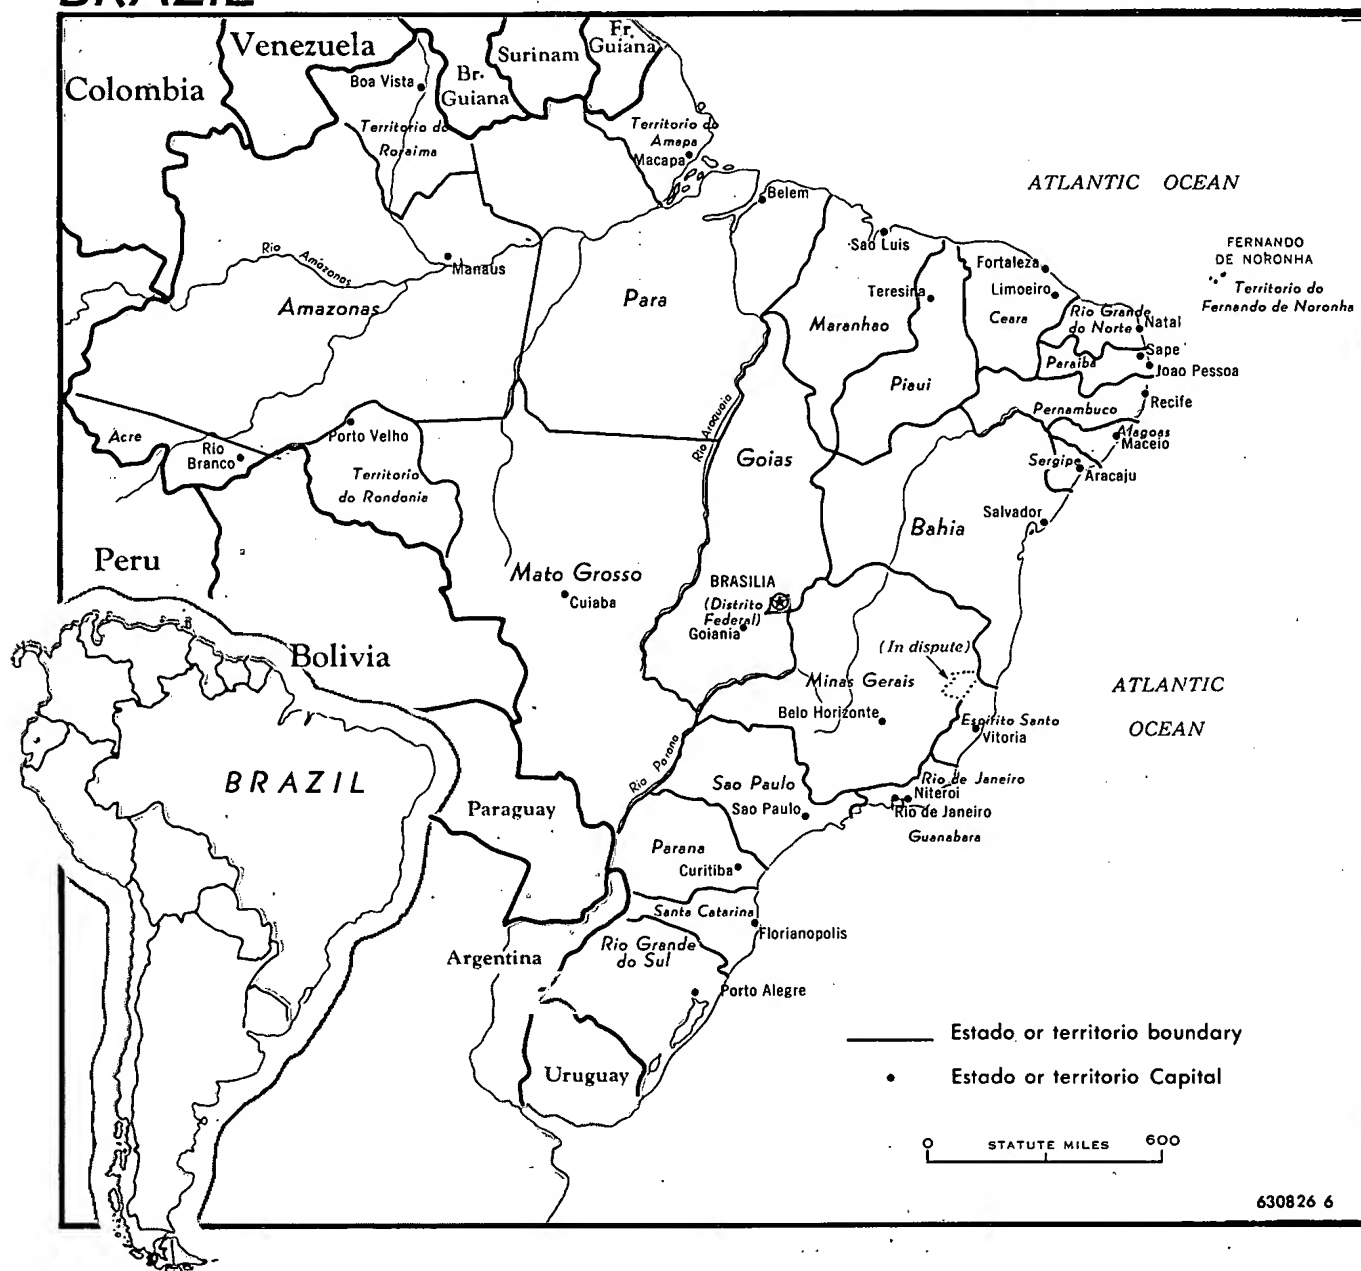 BRAZIL
Venezuela
Colombia
Surinam
Fr.
Guiana
Br.
Guiana
Boa Vista
Territorio do
Roraima
Territorio do
Amapa
Macapa
ATLANTIC OCEAN
Belem
Sao Luis
FERNANDO
DE NORONHA
Territorio do
Fernando de Noronha
Rio Amazonas
Manaus
Amazonas
Para
Fortaleza
Limoeiro
Ceara
Teresina
Maranhao
Rio Grande
do Norte
Natal
Sape
Paraiba
Joao Pessoa
Piaui
Recife
Pernambuco
Alagoas
Maceio
Sergipe
Aracaju
Acre
Rio
Branco
Porto Velho
Territorio
do Rondonia
Rio Araguaia
Goias
Salvador
Bahia
Peru
Mato Grosso
Cuiaba
BRASILIA
(Distrito
Federal)
Goiania
Bolivia
(In dispute)
Minas Gerais
Belo Horizonte
ATLANTIC
OCEAN
Espirito Santo
Vitoria
BRAZIL
Rio Parana
Sao Paulo
Sao Paulo
Rio de Janeiro
Niteroi
Rio de Janeiro
Guanabara
Paraguay
Parana
Curitiba
Santa Catarina
Florianopolis
Argentina
Rio Grande
do Sul
Porto Alegre
Uruguay
Estado or territorio boundary
Estado or territorio Capital
0 STATUTE MILES 600
630826 6